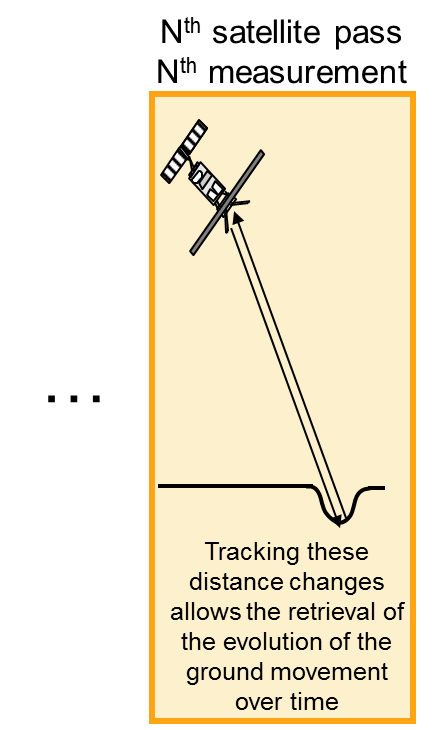 Nth satellite pass
Nth measurement
...
Tracking these
distance changes
allows the retrieval of
the evolution of the
ground movement
over time